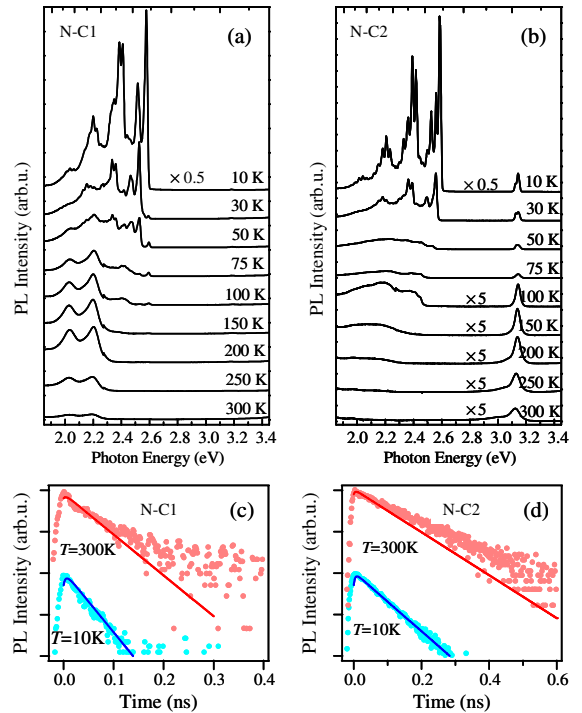 N-C1
(a)
PL Intensity (arb.u.)
× 0.5
10 K
30 K
50 K
75 K
100 K
150 K
200 K
250 K
300 K
2.0 2.2 2.4 2.6 2.8 3.0 3.2 3.4
Photon Energy (eV)
N-C2
(b)
PL Intensity (arb.u.)
× 0.5
10 K
30 K
50 K
75 K
×5
100 K
×5
150 K
×5
200 K
×5
250 K
×5
300 K
2.0 2.2 2.4 2.6 2.8 3.0 3.2 3.4
Photon Energy (eV)
PL Intensity (arb.u.)
N-C1
(c)
T=300K
T=10K
0.0 0.1 0.2 0.3 0.4
Time (ns)
PL Intensity (arb.u.)
N-C2
(d)
T=300K
T=10K
0.0 0.2 0.4 0.6
Time (ns)